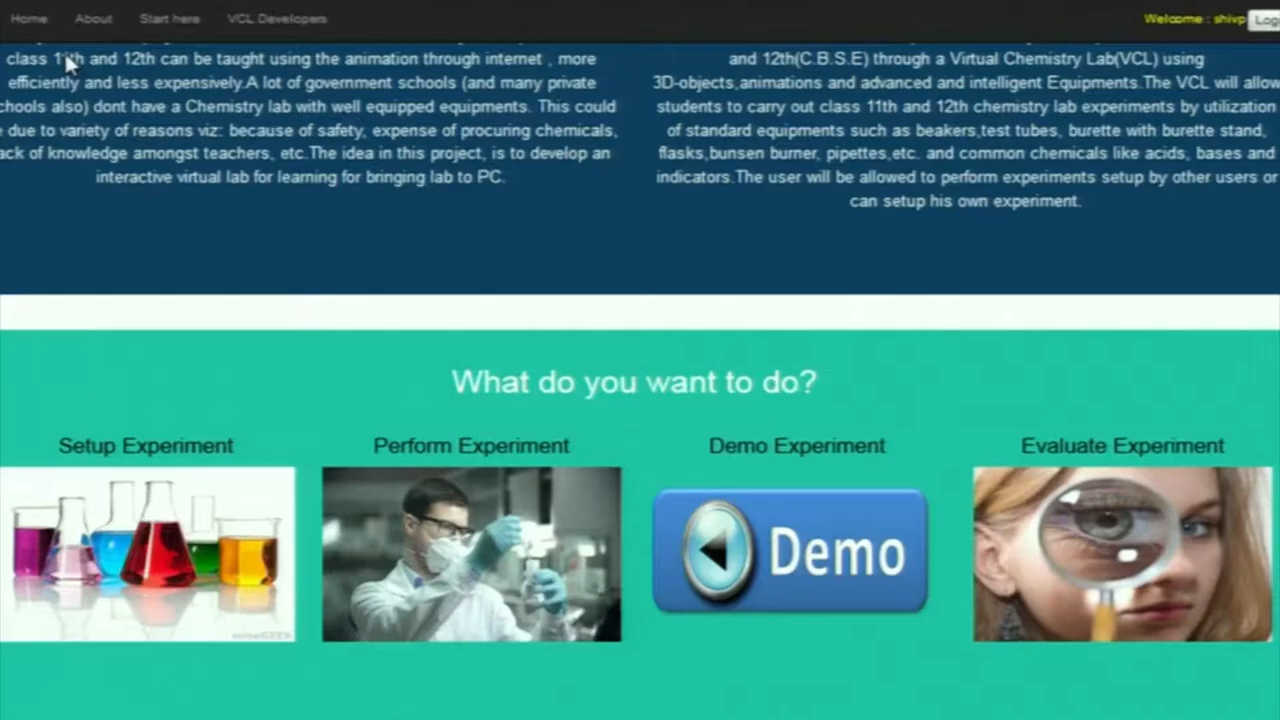 Home About Start here VCL Developers Welcome : shivp
class 11th and 12th can be taught using the animation through internet , more
efficiently and less expensively.A lot of government schools (and many private
chools also) dont have a Chemistry lab with well equipped equipments. This could
due to variety of reasons viz: because of safety, expense of procuring chemicals,
ack of knowledge amongst teachers, etc.The idea in this project, is to develop an
interactive virtual lab for learning for bringing lab to PC.
and 12th(C.B.S.E) through a Virtual Chemistry Lab(VCL) using
3D-objects,animations and advanced and intelligent Equipments.The VCL will allow
students to carry out class 11th and 12th chemistry lab experiments by utilization
of standard equipments such as beakers,test tubes, burette with burette stand,
flasks,bunsen burner, pipettes,etc. and common chemicals like acids, bases and
indicators.The user will be allowed to perform experiments setup by other users or
can setup his own experiment.
What do you want to do?
Setup Experiment Perform Experiment Demo Experiment Evaluate Experiment
Demo